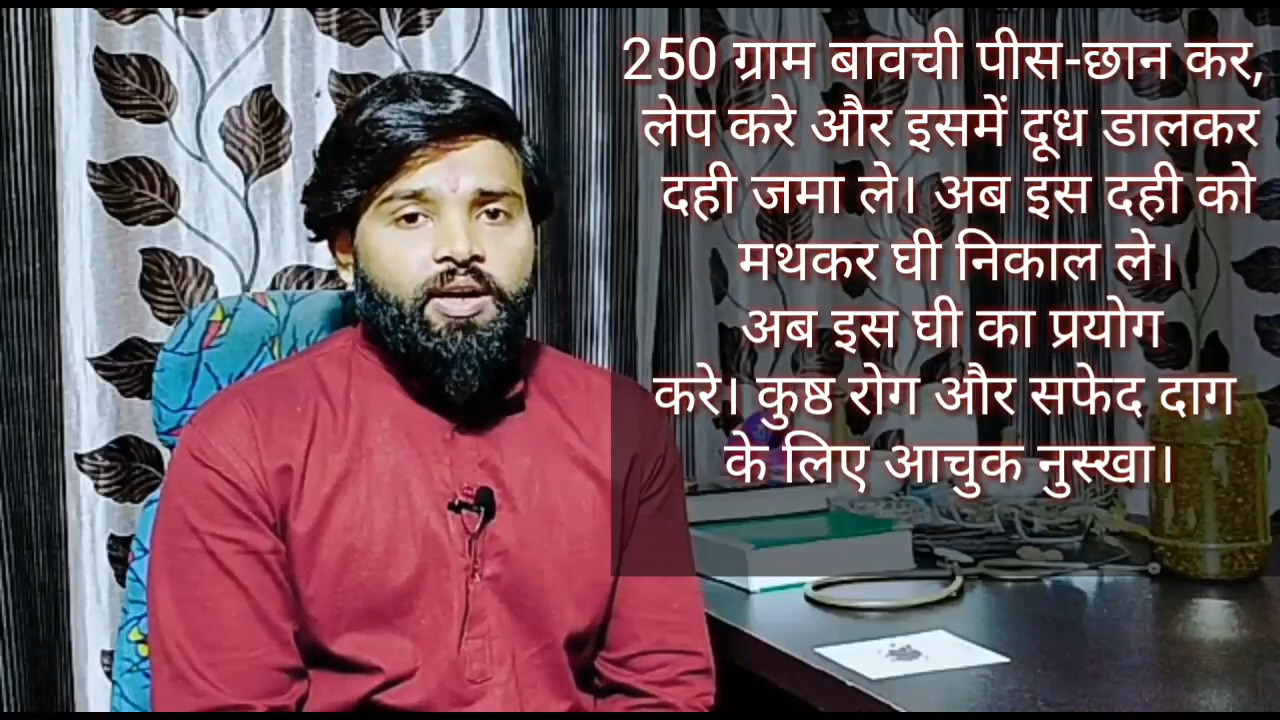 250 ग्राम बावची पीस-छान कर,
लेप करे और इसमें दूध डालकर
दही जमा ले। अब इस दही को
मथकर घी निकाल ले।
अब इस घी का प्रयोग
करे। कुष्ठ रोग और सफेद दाग
के लिए आचुक नुस्खा।